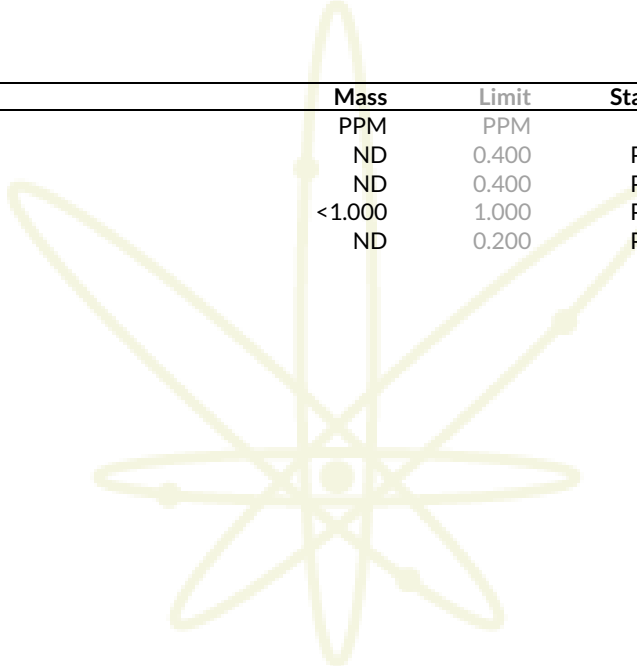 Mass Limit Sta
PPM PPM
ND 0.400 P
ND 0.400 P
<1.000 1.000 P
ND 0.200 P